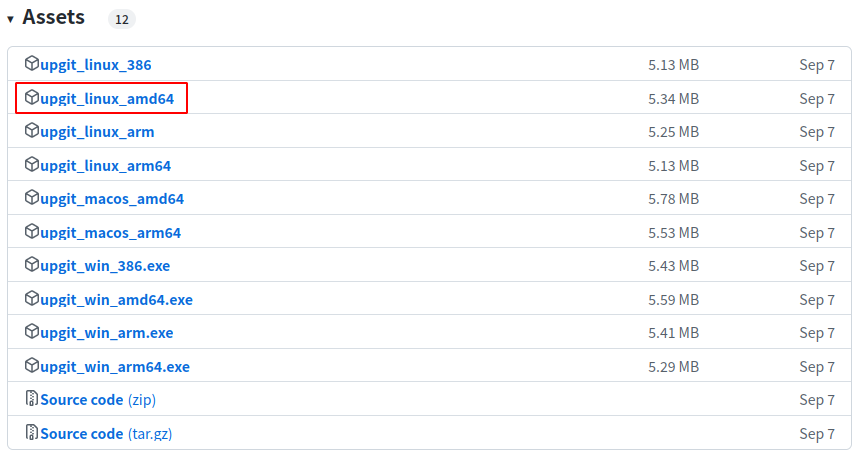 Assets 12
upgit_linux_386 5.13 MB Sep 7
upgit_linux_amd64 5.34 MB Sep 7
upgit_linux_arm 5.25 MB Sep 7
upgit_linux_arm64 5.13 MB Sep 7
upgit_macos_amd64 5.78 MB Sep 7
upgit_macos_arm64 5.53 MB Sep 7
upgit_win_386.exe 5.43 MB Sep 7
upgit_win_amd64.exe 5.59 MB Sep 7
upgit_win_arm.exe 5.41 MB Sep 7
upgit_win_arm64.exe 5.29 MB Sep 7
Source code (zip) Sep 7
Source code (tar.gz) Sep 7